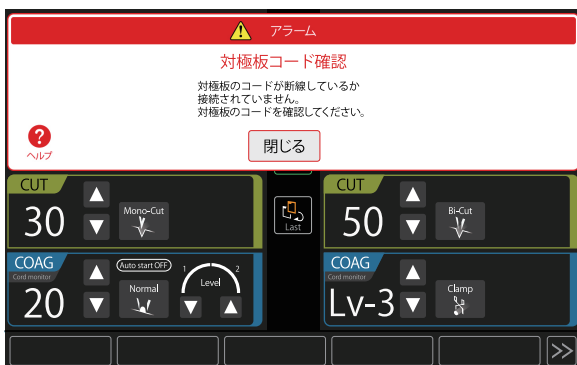 アラーム
対極板コード確認
対極板のコードが断線しているか
接続されていません。
対極板のコードを確認してください。
ヘルプ
閉じる
CUT
30
Mono-Cut
Last
CUT
50
Bi-Cut
COAG
Cord monitor
20
Auto start OFF
Normal
1
2
Level
COAG
Cord monitor
Lv-3
Clamp
>>